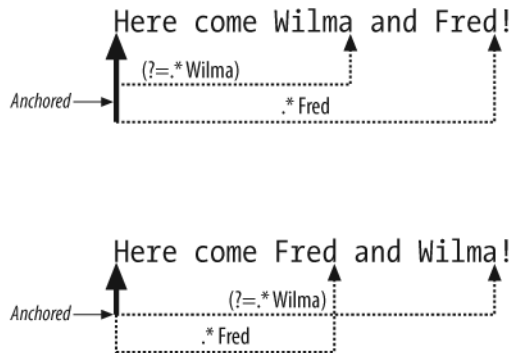 Here come Wilma and Fred!
(?=.* Wilma)
Anchored
.* Fred
Here come Fred and Wilma!
(?=.* Wilma)
Anchored
.* Fred